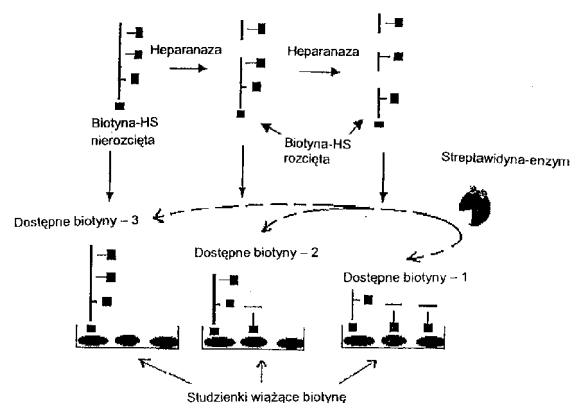 Heparanaza
Heparanaza
Biotyna-HS
nierozcięta
Biotyna-HS
rozcięta
Streptawidyna-enzym
Dostępne biotyny – 3
Dostępne biotyny – 2
Dostępne biotyny – 1
Studzienki wiążące biotynę